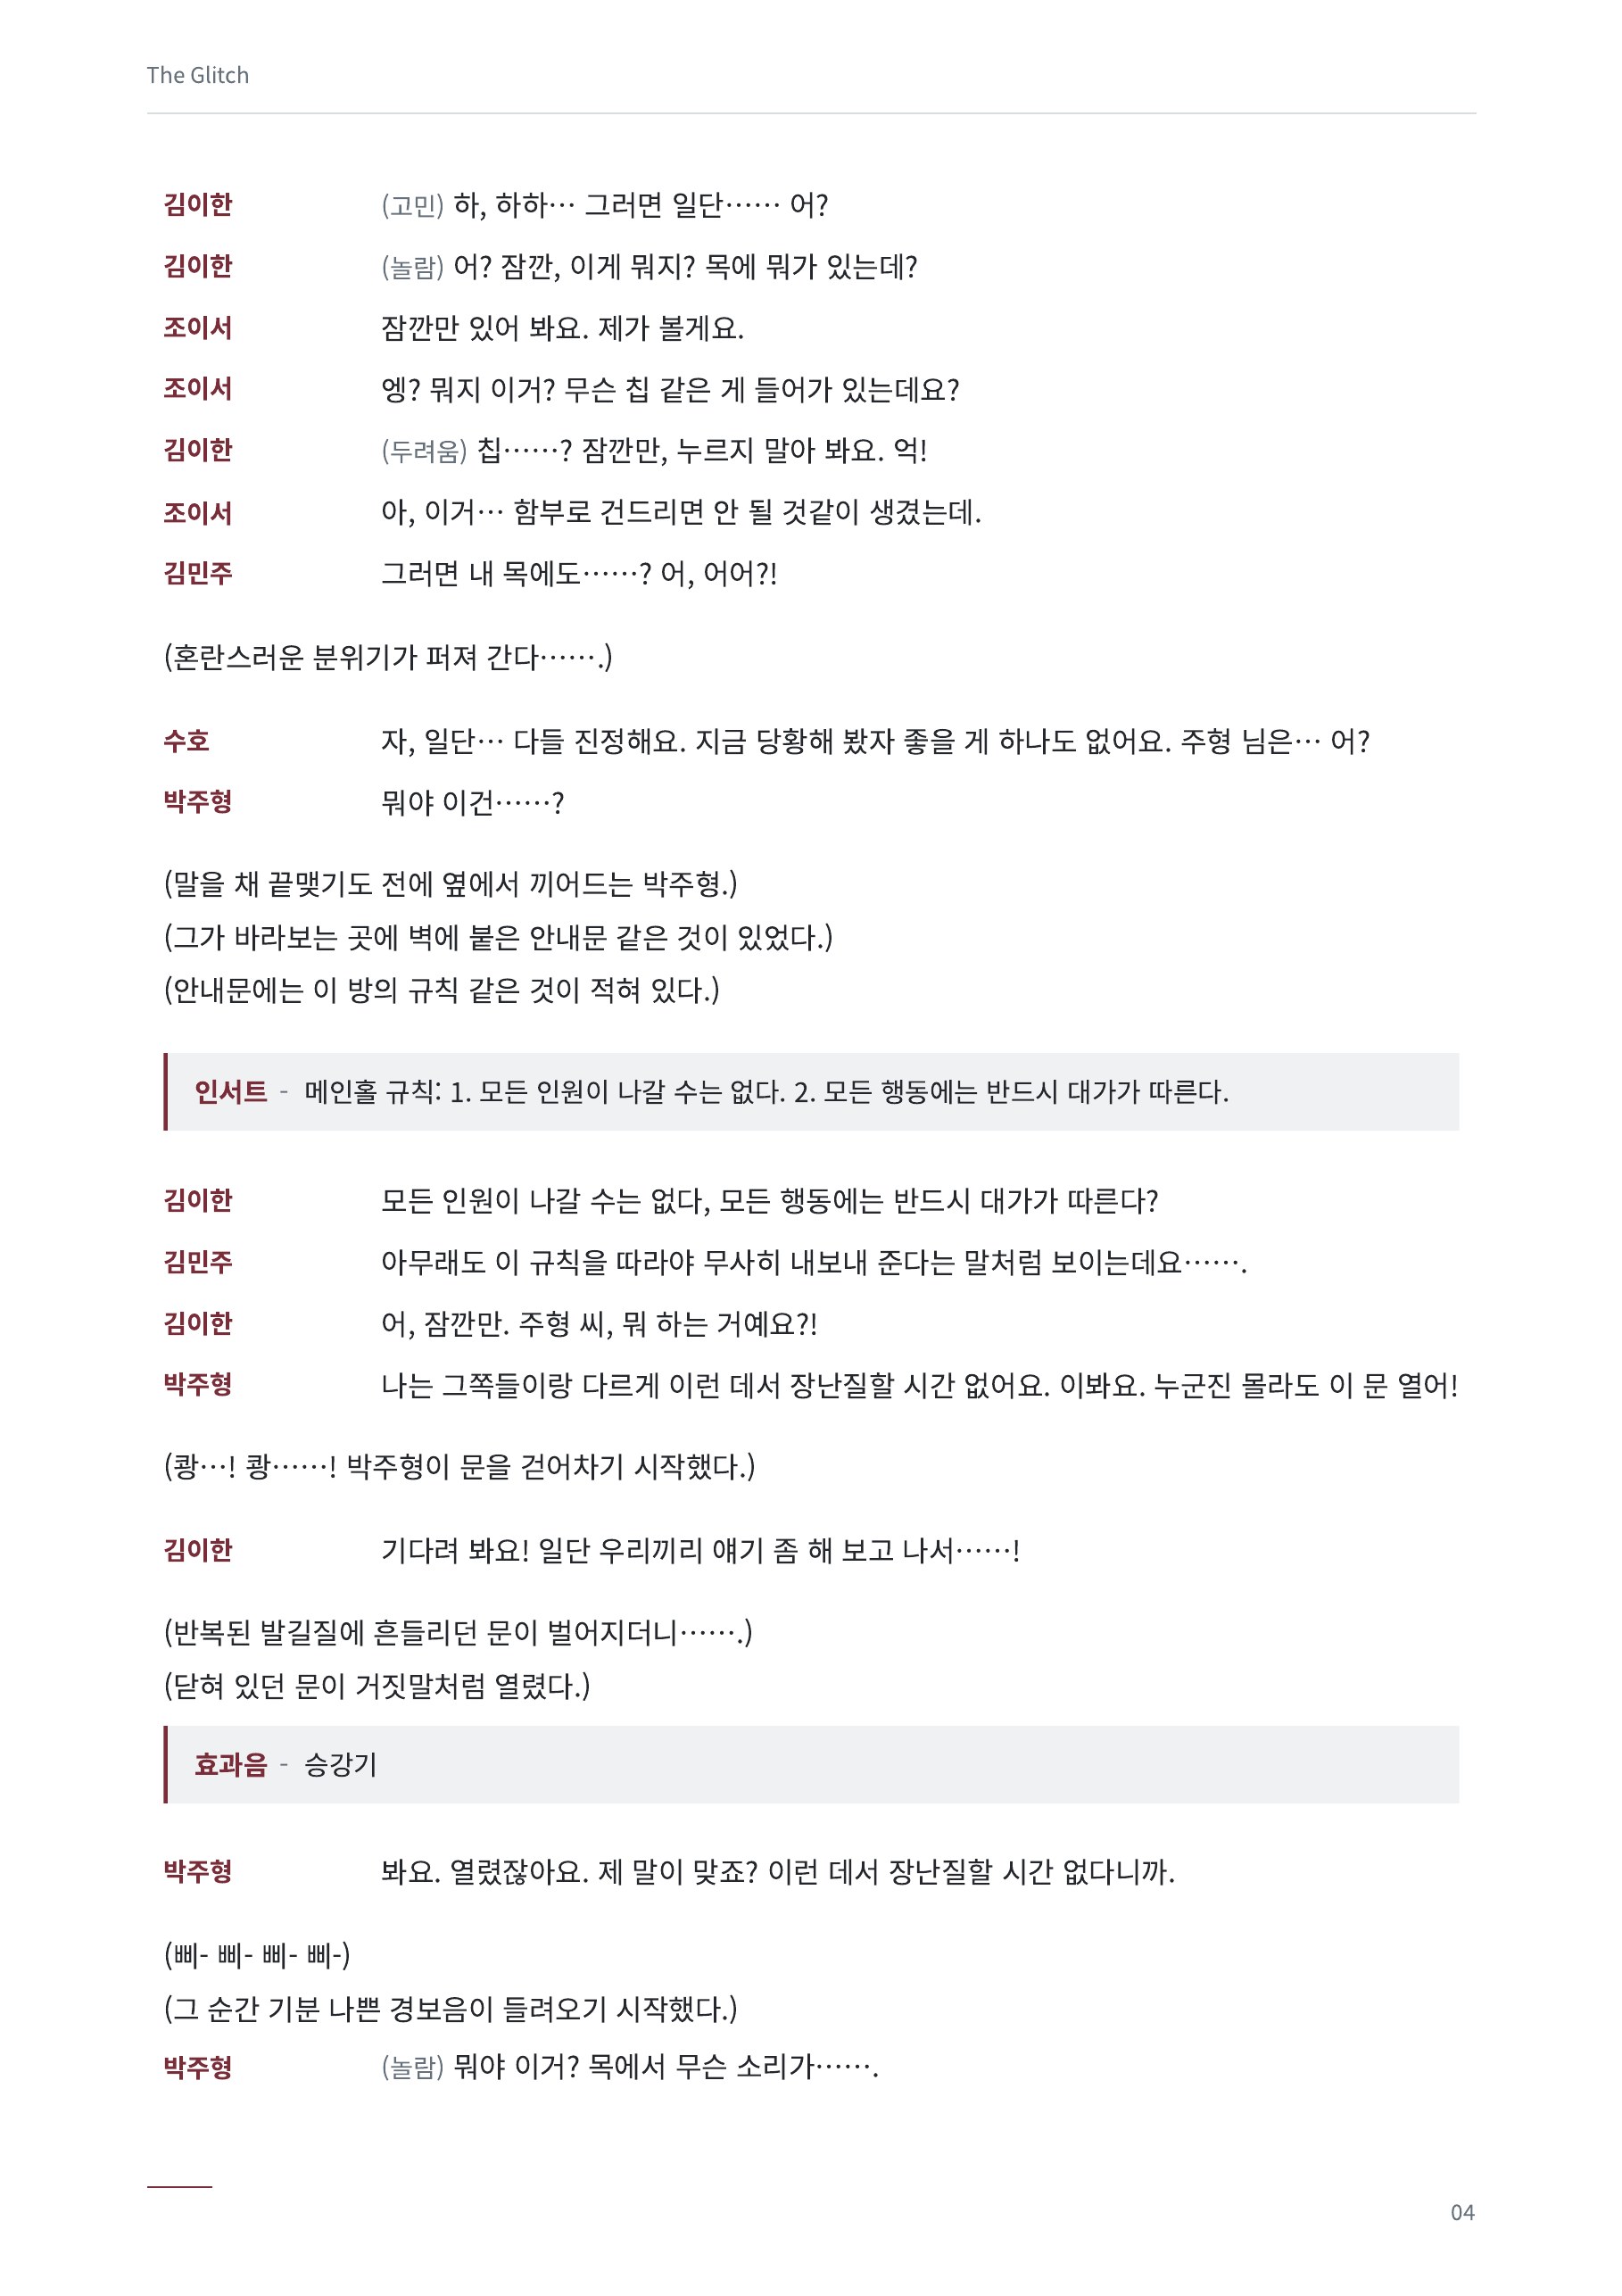 The Glitch
김이한 (고민) 하, 하하⋯ 그러면 일단⋯⋯ 어?
김이한 (놀람) 어? 잠깐, 이게 뭐지? 목에 뭐가 있는데?
조이서 잠깐만 있어 봐요. 제가 볼게요.
조이서 엥? 뭐지 이거? 무슨 칩 같은 게 들어가 있는데요?
김이한 (두려움) 칩⋯⋯? 잠깐만, 누르지 말아 봐요. 억!
조이서 아, 이거⋯ 함부로 건드리면 안 될 것같이 생겼는데.
김민주 그러면 내 목에도⋯⋯? 어, 어어?!
(혼란스러운 분위기가 퍼져 간다⋯⋯.)
수호 자, 일단⋯ 다들 진정해요. 지금 당황해 봤자 좋을 게 하나도 없어요. 주형 님은⋯ 어?
박주형 뭐야 이건⋯⋯?
(말을 채 끝맺기도 전에 옆에서 끼어드는 박주형.)
(그가 바라보는 곳에 벽에 붙은 안내문 같은 것이 있었다.)
(안내문에는 이 방의 규칙 같은 것이 적혀 있다.)
인서트 - 메인홀 규칙: 1. 모든 인원이 나갈 수는 없다. 2. 모든 행동에는 반드시 대가가 따른다.
김이한 모든 인원이 나갈 수는 없다, 모든 행동에는 반드시 대가가 따른다?
김민주 아무래도 이 규칙을 따라야 무사히 내보내 준다는 말처럼 보이는데요⋯⋯.
김이한 어, 잠깐만. 주형 씨, 뭐 하는 거예요?!
박주형 나는 그쪽들이랑 다르게 이런 데서 장난질할 시간 없어요. 이봐요. 누군진 몰라도 이 문 열어!
(쾅⋯! 쾅⋯⋯! 박주형이 문을 걷어차기 시작했다.)
김이한 기다려 봐요! 일단 우리끼리 얘기 좀 해 보고 나서⋯⋯!
(반복된 발길질에 흔들리던 문이 벌어지더니⋯⋯.)
(닫혀 있던 문이 거짓말처럼 열렸다.)
효과음 - 승강기
박주형 봐요. 열렸잖아요. 제 말이 맞죠? 이런 데서 장난질할 시간 없다니까.
(삐- 삐- 삐- 삐-)
(그 순간 기분 나쁜 경보음이 들려오기 시작했다.)
박주형 (놀람) 뭐야 이거? 목에서 무슨 소리가⋯⋯.
04